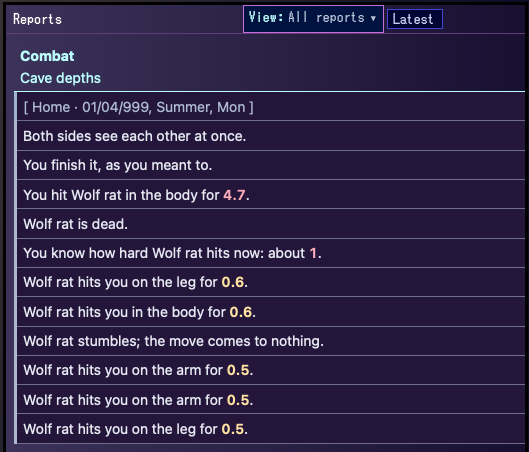 Reports
View: All reports ▾
Latest
Combat
Cave depths
[ Home · 01/04/999, Summer, Mon ]
Both sides see each other at once.
You finish it, as you meant to.
You hit Wolf rat in the body for 4.7.
Wolf rat is dead.
You know how hard Wolf rat hits now: about 1.
Wolf rat hits you on the leg for 0.6.
Wolf rat hits you in the body for 0.6.
Wolf rat stumbles; the move comes to nothing.
Wolf rat hits you on the arm for 0.5.
Wolf rat hits you on the arm for 0.5.
Wolf rat hits you on the leg for 0.5.